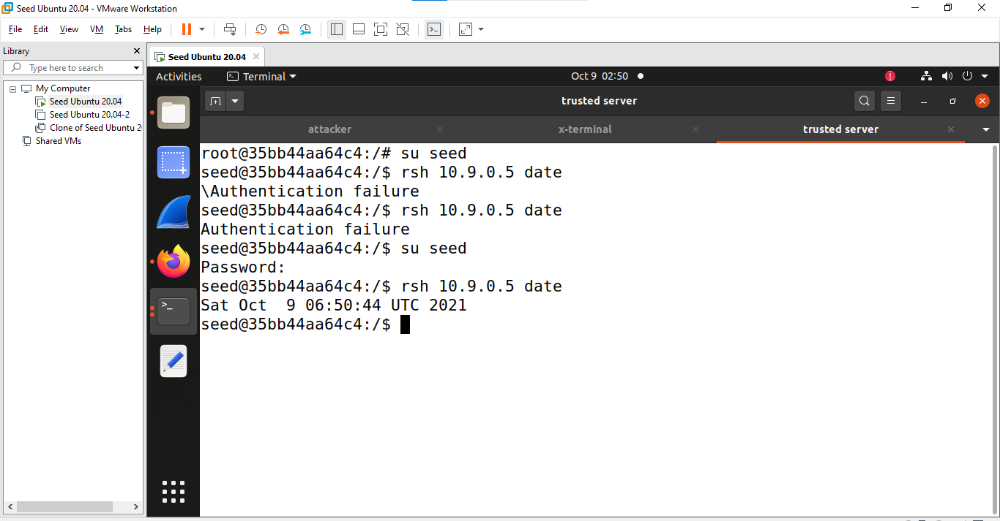 Seed Ubuntu 20.04 - VMware Workstation
File Edit View VM Tabs Help
Library
Type here to search
My Computer
Seed Ubuntu 20.04
Seed Ubuntu 20.04-2
Clone of Seed Ubuntu 2
Shared VMs
Seed Ubuntu 20.04
Activities Terminal Oct 9 02:50
trusted server
attacker x-terminal trusted server
root@35bb44aa64c4:/# su seed
seed@35bb44aa64c4:/$ rsh 10.9.0.5 date
\Authentication failure
seed@35bb44aa64c4:/$ rsh 10.9.0.5 date
Authentication failure
seed@35bb44aa64c4:/$ su seed
Password:
seed@35bb44aa64c4:/$ rsh 10.9.0.5 date
Sat Oct  9 06:50:44 UTC 2021
seed@35bb44aa64c4:/$